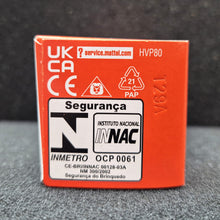 UK
CA
CE
? service.mattel.com
HVP80
21
PAP
129A
Segurança
INSTITUTO NACIONAL
INNAC
INMETRO
OCP 0061
CE-BRI/INNAC 00128-03A
NM 300/2002
Segurança do Brinquedo